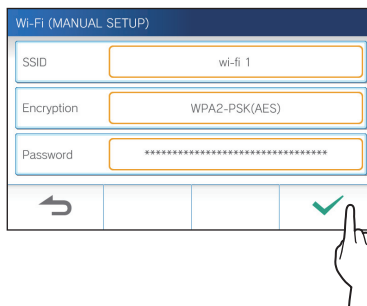 Wi-Fi (MANUAL SETUP)
SSID wi-fi 1
Encryption WPA2-PSK(AES)
Password *********************************